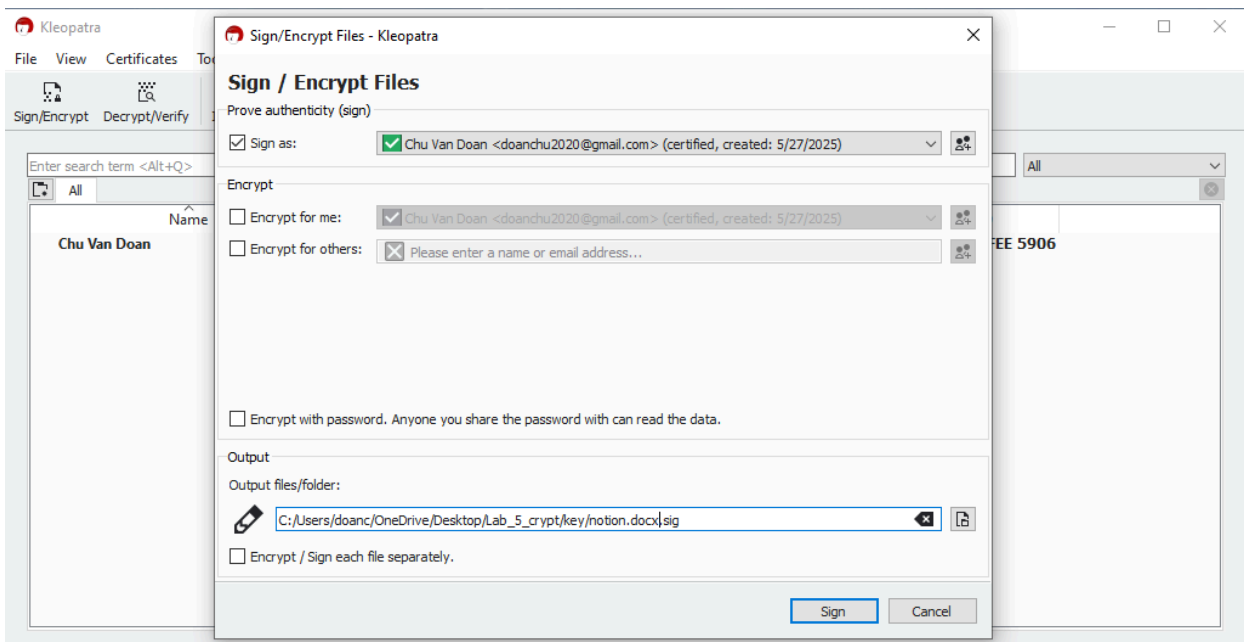 Kleopatra
File View Certificates
Sign/Encrypt Decrypt/Verify
Enter search term <Alt+Q>
All
All
Name
Chu Van Doan
FEE 5906
Sign/Encrypt Files - Kleopatra
Sign / Encrypt Files
Prove authenticity (sign)
Sign as: Chu Van Doan <doanchu2020@gmail.com> (certified, created: 5/27/2025)
Encrypt
Encrypt for me: Chu Van Doan <doanchu2020@gmail.com> (certified, created: 5/27/2025)
Encrypt for others: Please enter a name or email address...
Encrypt with password. Anyone you share the password with can read the data.
Output
Output files/folder:
C:/Users/doanc/OneDrive/Desktop/Lab_5_crypt/key/notion.docx.sig
Encrypt / Sign each file separately.
Sign Cancel